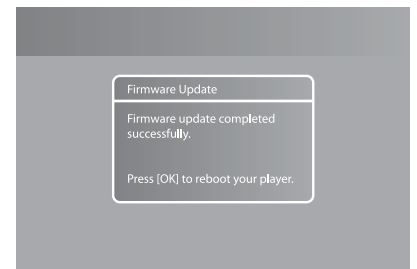 Firmware Update
Firmware update completed
successfully.
Press [OK] to reboot your player.